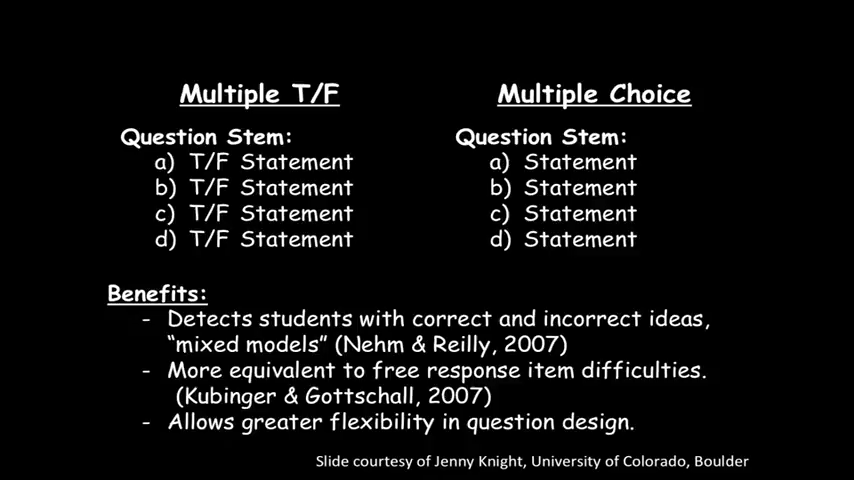 Multiple T/F
Question Stem:
a) T/F Statement
b) T/F Statement
c) T/F Statement
d) T/F Statement
Multiple Choice
Question Stem:
a) Statement
b) Statement
c) Statement
d) Statement
Benefits:
- Detects students with correct and incorrect ideas,
“mixed models” (Nehm & Reilly, 2007)
- More equivalent to free response item difficulties.
(Kubinger & Gottschall, 2007)
- Allows greater flexibility in question design.
Slide courtesy of Jenny Knight, University of Colorado, Boulder